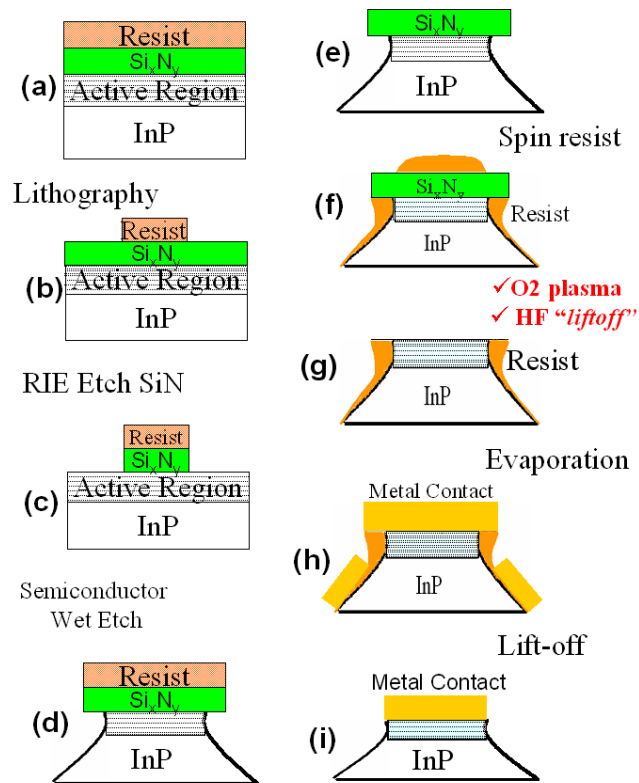 Resist
SixNy
(a)
Active Region
InP
Lithography
Resist
SixNy
(b)
Active Region
InP
RIE Etch SiN
Resist
SixNy
(c)
Active Region
InP
Semiconductor
Wet Etch
Resist
SixNy
(d)
InP
SixNy
(e)
InP
Spin resist
SixNy
(f)
Resist
InP
✓O2 plasma
✓ HF “liftoff”
(g)
Resist
InP
Evaporation
Metal Contact
(h)
InP
Lift-off
Metal Contact
(i)
InP